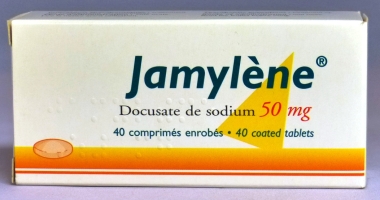 Jamylène®
Docusate de sodium 50 mg
40 comprimés enrobés • 40 coated tablets